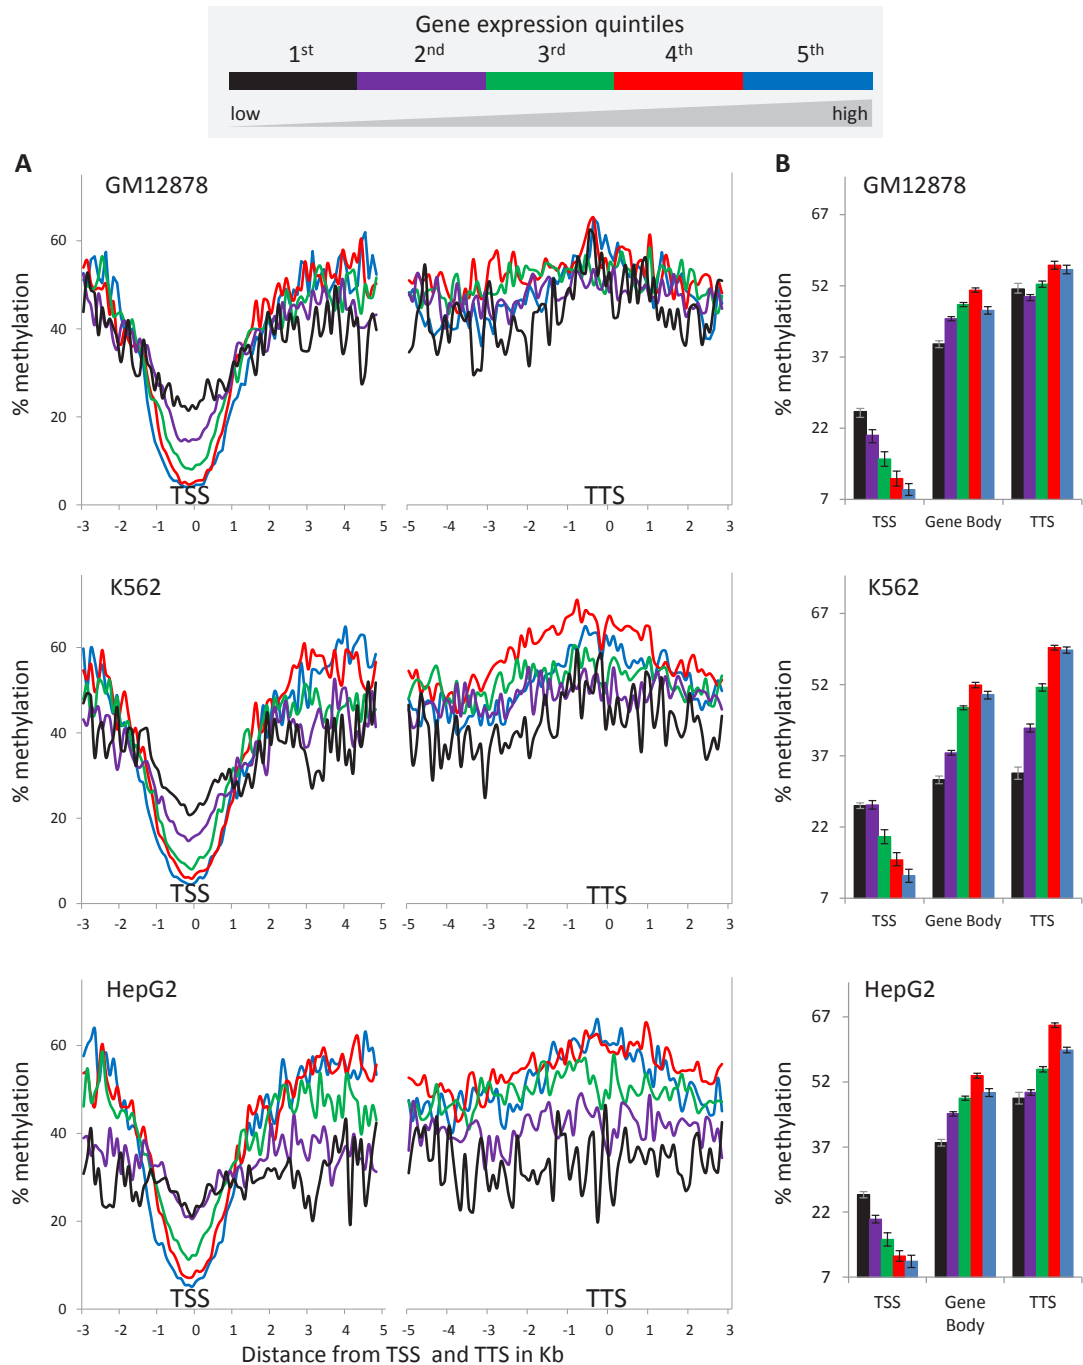 Gene expression quintiles
1st 2nd 3rd 4th 5th
low high
A
GM12878
% methylation
60
40
20
0
TSS TTS
-3 -2 -1 0 1 2 3 4 5 -5 -4 -3 -2 -1 0 1 2 3
K562
% methylation
60
40
20
0
TSS TTS
-3 -2 -1 0 1 2 3 4 5 -5 -4 -3 -2 -1 0 1 2 3
HepG2
% methylation
60
40
20
0
TSS TTS
-3 -2 -1 0 1 2 3 4 5 -5 -4 -3 -2 -1 0 1 2 3
Distance from TSS and TTS in Kb
B
GM12878
% methylation
67
52
37
22
7
TSS Gene Body TTS
K562
% methylation
67
52
37
22
7
TSS Gene Body TTS
HepG2
% methylation
67
52
37
22
7
TSS Gene TTS
Body